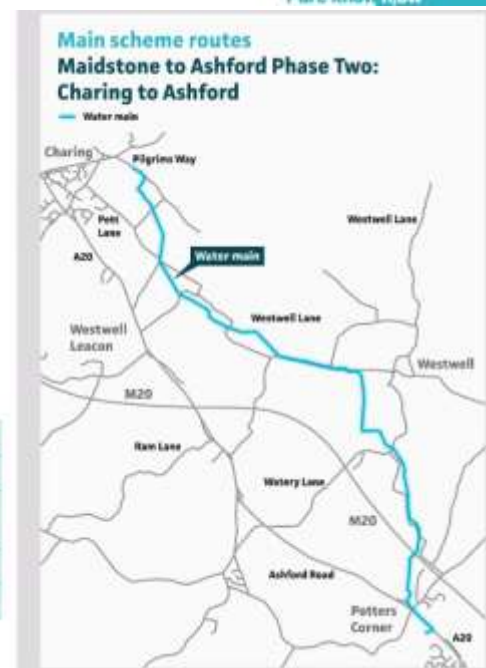 Main scheme routes
Maidstone to Ashford Phase Two:
Charing to Ashford
Water main
Charing
Pilgrims Way
Pett
Lane
Westwell Lane
A20
Water main
Westwell Lane
Westwell
Leacon
Westwell
M20
Ram Lane
Watery Lane
M20
Ashford Road
Potters
Corner
A20